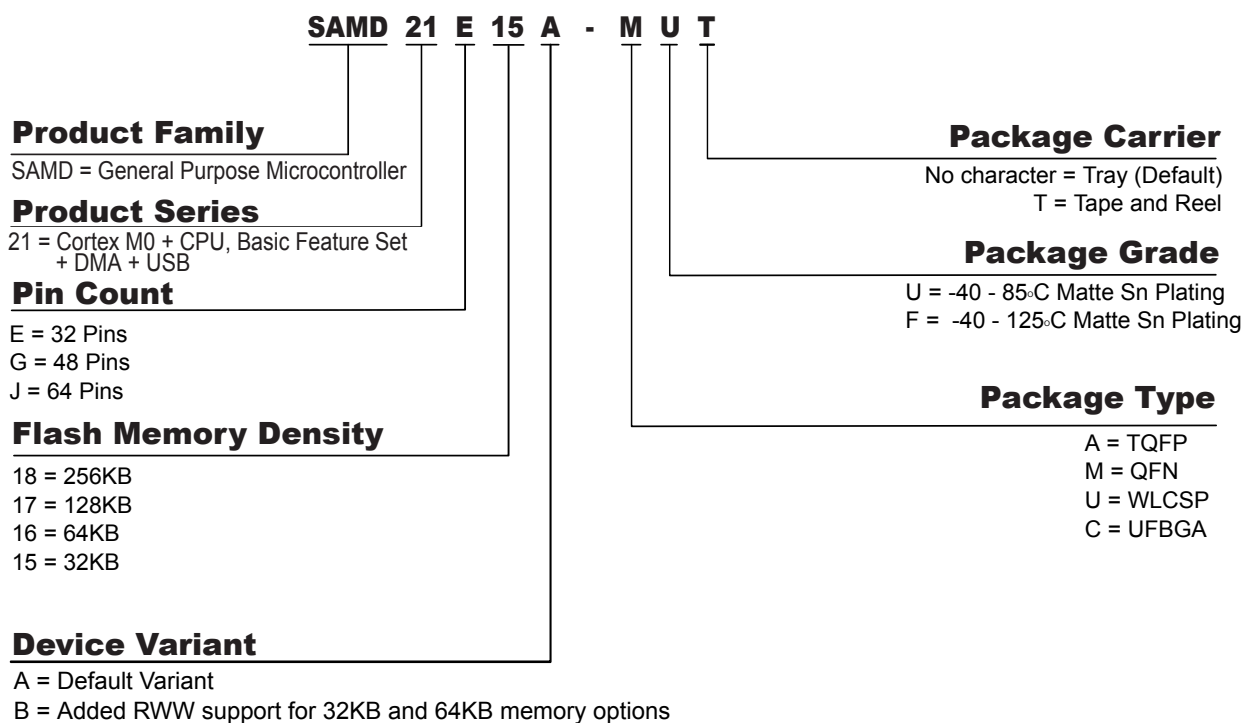 SAMD 21 E 15 A - M U T
Product Family
SAMD = General Purpose Microcontroller
Product Series
21 = Cortex M0 + CPU, Basic Feature Set
+ DMA + USB
Pin Count
E = 32 Pins
G = 48 Pins
J = 64 Pins
Flash Memory Density
18 = 256KB
17 = 128KB
16 = 64KB
15 = 32KB
Device Variant
A = Default Variant
B = Added RWW support for 32KB and 64KB memory options
Package Carrier
No character = Tray (Default)
T = Tape and Reel
Package Grade
U = -40 - 85◦C Matte Sn Plating
F = -40 - 125◦C Matte Sn Plating
Package Type
A = TQFP
M = QFN
U = WLCSP
C = UFBGA